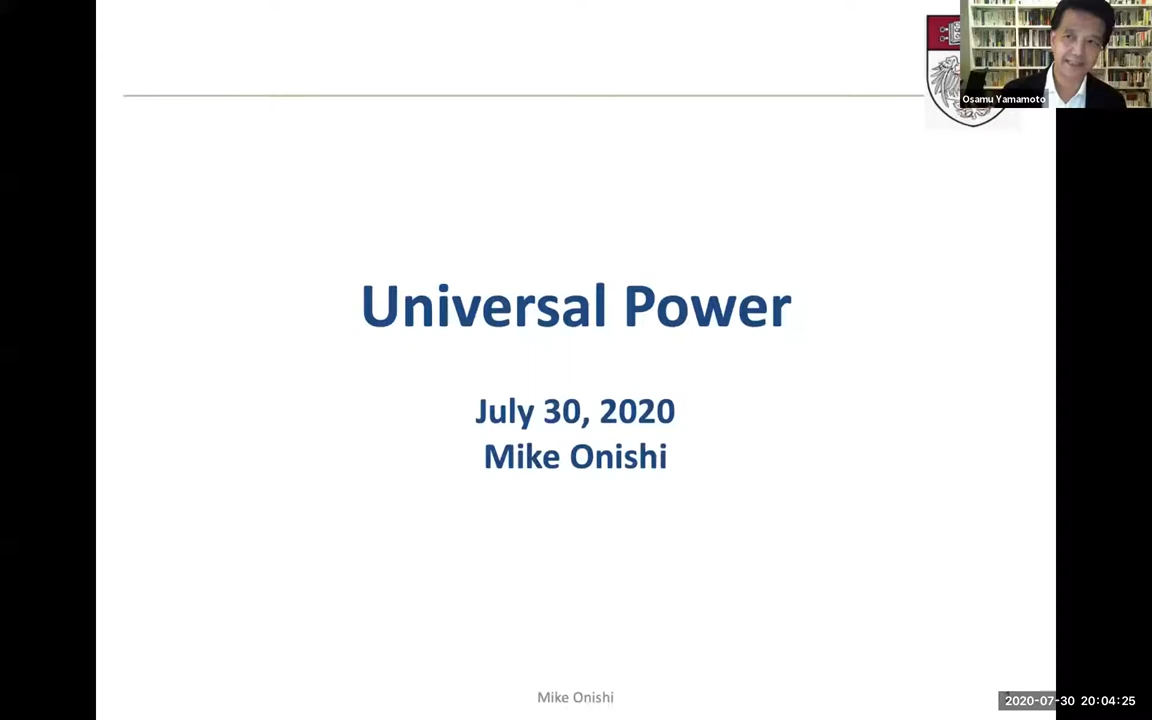 Osamu Yamamoto
Universal Power
July 30, 2020
Mike Onishi
Mike Onishi
2020-07-30 20:04:25